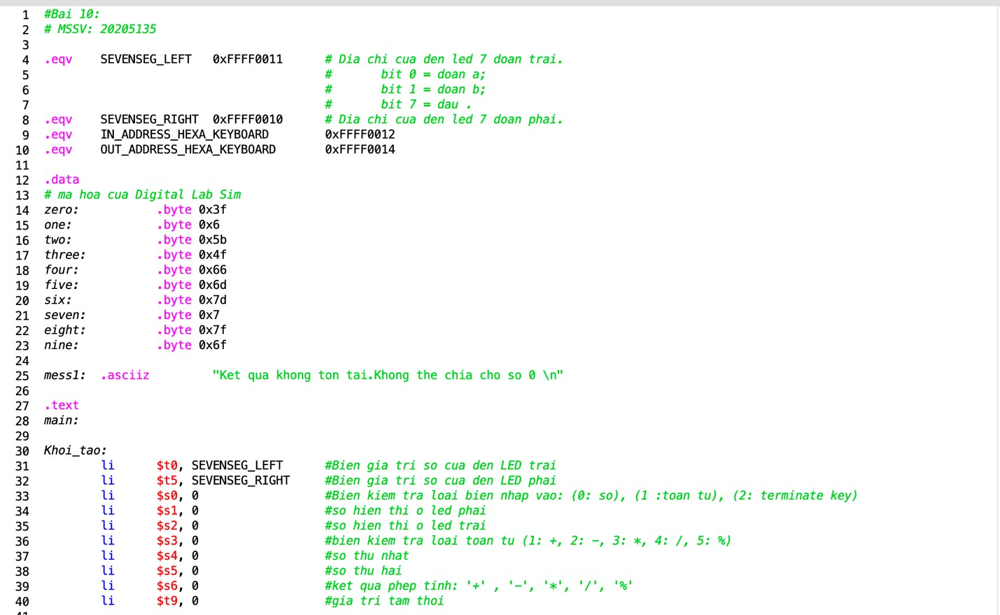 1 #Bai 10:
2 # MSSV: 20205135
3
4 .eqv SEVENSEG_LEFT 0xFFFF0011 # Dia chi cua den led 7 doan trai.
5 # bit 0 = doan a;
6 # bit 1 = doan b;
7 # bit 7 = dau .
8 .eqv SEVENSEG_RIGHT 0xFFFF0010 # Dia chi cua den led 7 doan phai.
9 .eqv IN_ADDRESS_HEXA_KEYBOARD 0xFFFF0012
10 .eqv OUT_ADDRESS_HEXA_KEYBOARD 0xFFFF0014
11
12 .data
13 # ma hoa cua Digital Lab Sim
14 zero: .byte 0x3f
15 one: .byte 0x6
16 two: .byte 0x5b
17 three: .byte 0x4f
18 four: .byte 0x66
19 five: .byte 0x6d
20 six: .byte 0x7d
21 seven: .byte 0x7
22 eight: .byte 0x7f
23 nine: .byte 0x6f
24
25 mess1: .asciiz "Ket qua khong ton tai.Khong the chia cho so 0 \n"
26
27 .text
28 main:
29
30 Khoi_tao:
31 li $t0, SEVENSEG_LEFT #Bien gia tri so cua den LED trai
32 li $t5, SEVENSEG_RIGHT #Bien gia tri so cua den LED phai
33 li $s0, 0 #Bien kiem tra loai bien nhap vao: (0: so), (1 :toan tu), (2: terminate key)
34 li $s1, 0 #so hien thi o led phai
35 li $s2, 0 #so hien thi o led trai
36 li $s3, 0 #bien kiem tra loai toan tu (1: +, 2: -, 3: *, 4: /, 5: %)
37 li $s4, 0 #so thu nhat
38 li $s5, 0 #so thu hai
39 li $s6, 0 #ket qua phep tinh: '+' , '-', '*', '/', '%'
40 li $t9, 0 #gia tri tam thoi